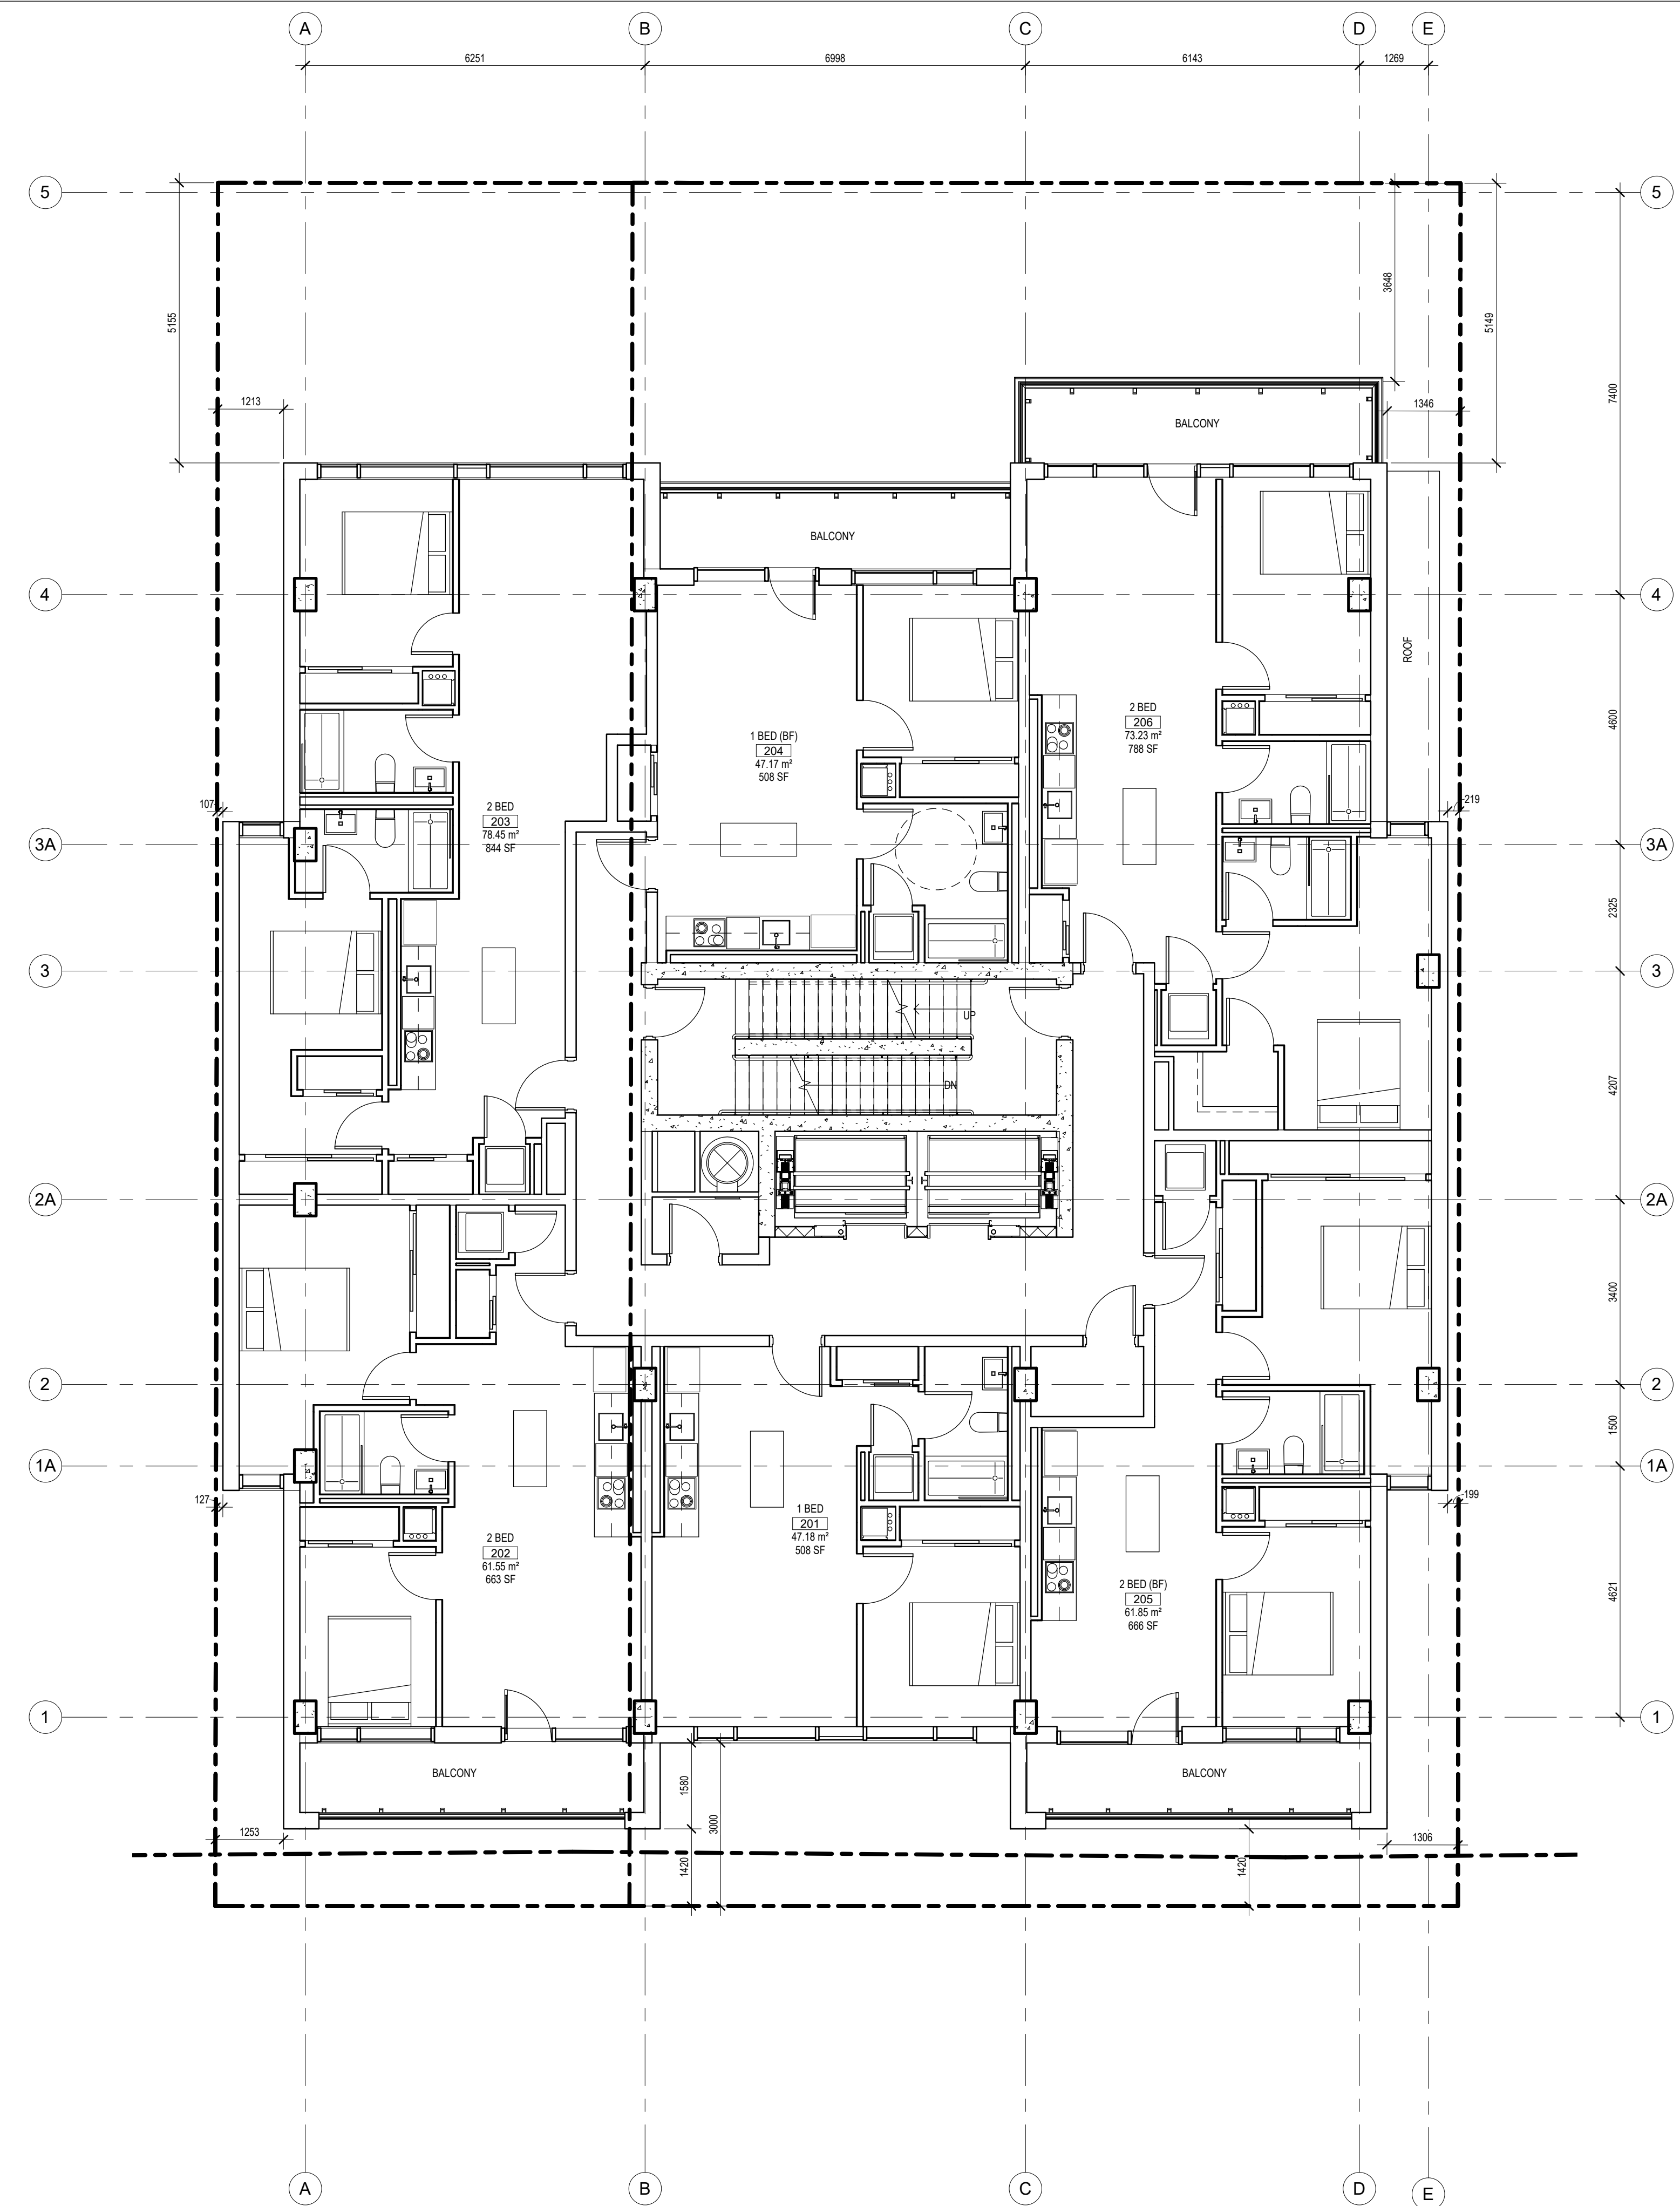 A B C D E
6251 6998 6143 1269
5 5
5155
3648
5149
7400
1213
1346
BALCONY
BALCONY
4 4
ROOF
4600
2 BED
206
73.23 m²
788 SF
1 BED (BF)
204
47.17 m²
508 SF
107
219
2 BED
203
78.45 m²
844 SF
3A 3A
2325
3 3
UP
4207
DN
2A 2A
3400
2 2
1500
1A 1A
127
199
1 BED
201
47.18 m²
508 SF
2 BED
202
61.55 m²
663 SF
2 BED (BF)
205
61.85 m²
666 SF
4621
1 1
BALCONY
BALCONY
1580
3000
1253
1306
1420
1420
A B C D E